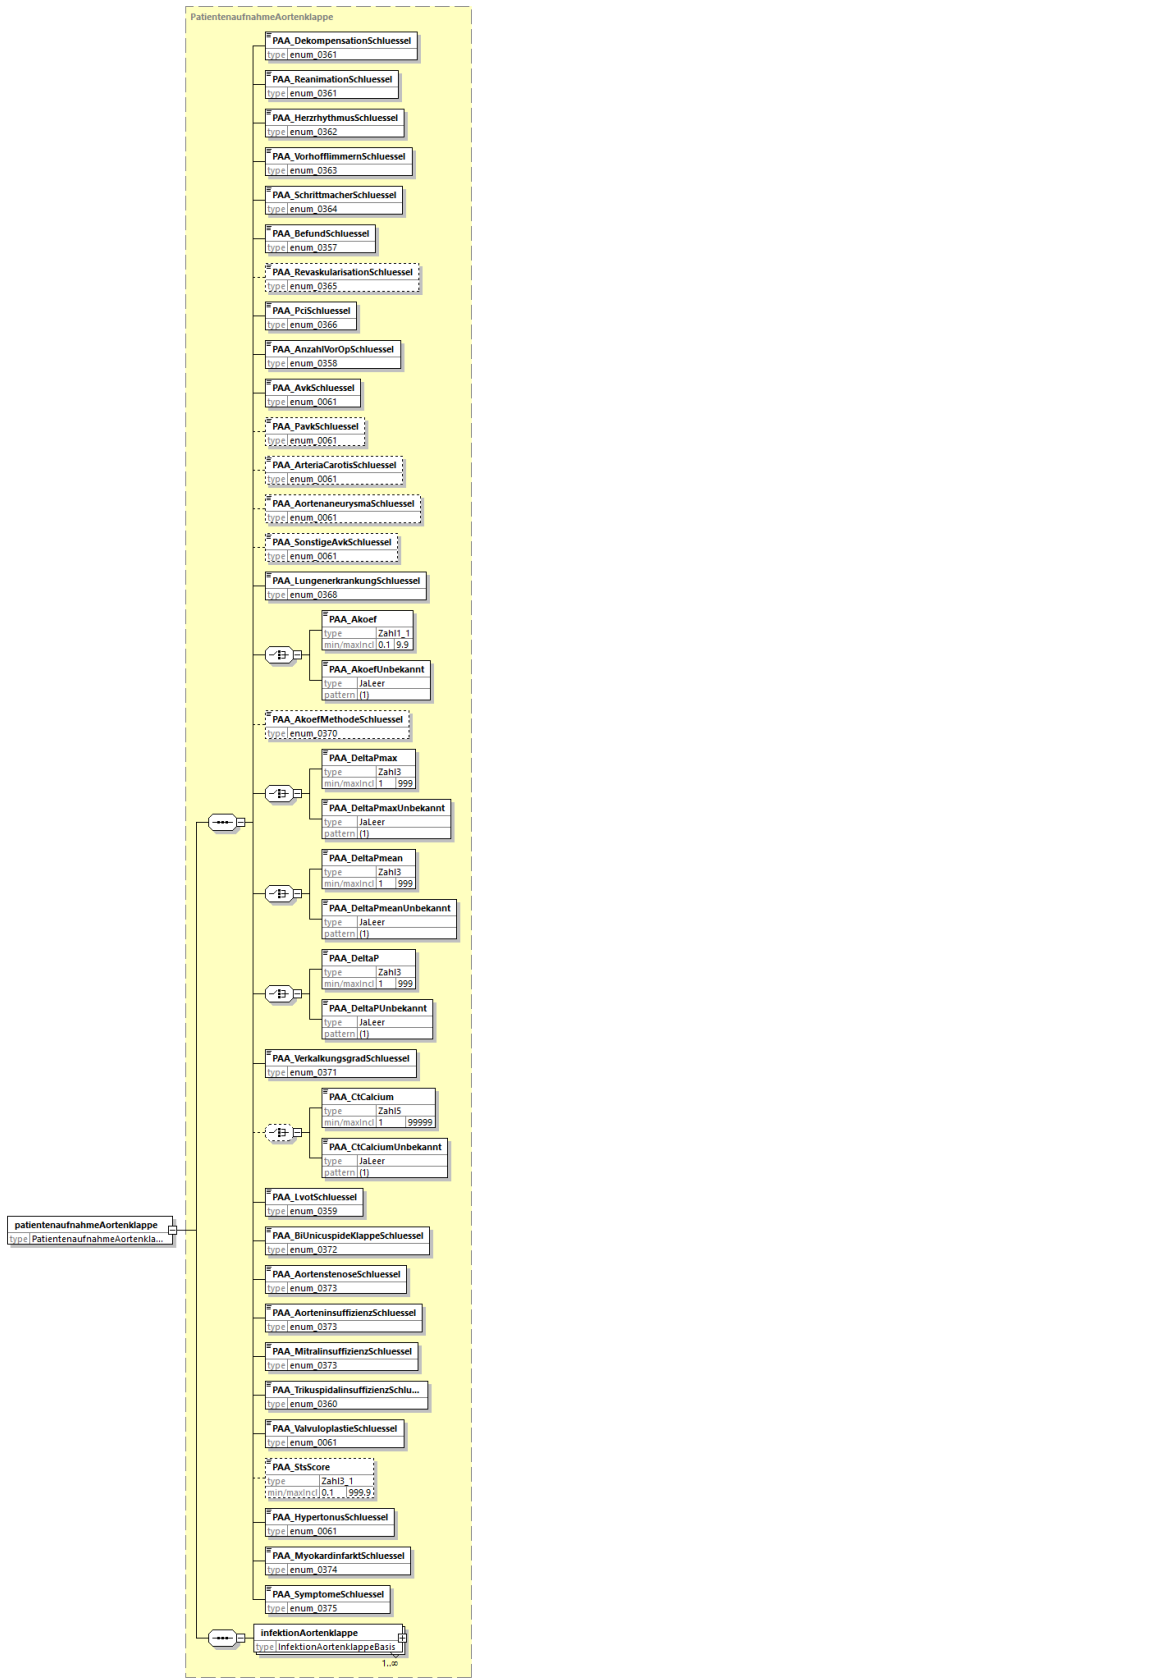 PatientenaufnahmeAortenklappe
PAA_DekompensationSchluessel
type enum_0361
PAA_ReanimationSchluessel
type enum_0361
PAA_HerzrhythmusSchluessel
type enum_0362
PAA_VorhofflimmernSchluessel
type enum_0363
PAA_SchrittmacherSchluessel
type enum_0364
PAA_BefundSchluessel
type enum_0357
PAA_RevaskularisationSchluessel
type enum_0365
PAA_PciSchluessel
type enum_0366
PAA_AnzahlVorOpSchluessel
type enum_0358
PAA_AvkSchluessel
type enum_0061
PAA_PavkSchluessel
type enum_0061
PAA_ArteriaCarotisSchluessel
type enum_0061
PAA_AortenaneurysmaSchluessel
type enum_0061
PAA_SonstigeAvkSchluessel
type enum_0061
PAA_LungenerkrankungSchluessel
type enum_0368
PAA_Akoef
type Zahl1_1
min/maxIncl 0.1 9.9
PAA_AkoefUnbekannt
type JaLeer
pattern (1)
PAA_AkoefMethodeSchluessel
type enum_0370
PAA_DeltaPmax
type Zahl3
min/maxIncl 1 999
PAA_DeltaPmaxUnbekannt
type JaLeer
pattern (1)
PAA_DeltaPmean
type Zahl3
min/maxIncl 1 999
PAA_DeltaPmeanUnbekannt
type JaLeer
pattern (1)
PAA_DeltaP
type Zahl3
min/maxIncl 1 999
PAA_DeltaPUnbekannt
type JaLeer
pattern (1)
PAA_VerkalkungsgradSchluessel
type enum_0371
PAA_CtCalcium
type Zahl5
min/maxIncl 1 99999
PAA_CtCalciumUnbekannt
type JaLeer
pattern (1)
PAA_LvotSchluessel
type enum_0359
patientenaufnahmeAortenklappe
type PatientenaufnahmeAortenkla...
PAA_BiUnicuspideKlappeSchluessel
type enum_0372
PAA_AortenstenoseSchluessel
type enum_0373
PAA_AorteninsuffizienzSchluessel
type enum_0373
PAA_MitralinsuffizienzSchluessel
type enum_0373
PAA_TrikuspidalinsuffizienzSchlu...
type enum_0360
PAA_ValvuloplastieSchluessel
type enum_0061
PAA_StsScore
type Zahl3_1
min/maxIncl 0.1 999.9
PAA_HypertonusSchluessel
type enum_0061
PAA_MyokardinfarktSchluessel
type enum_0374
PAA_SymptomeSchluessel
type enum_0375
infektionAortenklappe
type InfektionAortenklappeBasis
1..∞